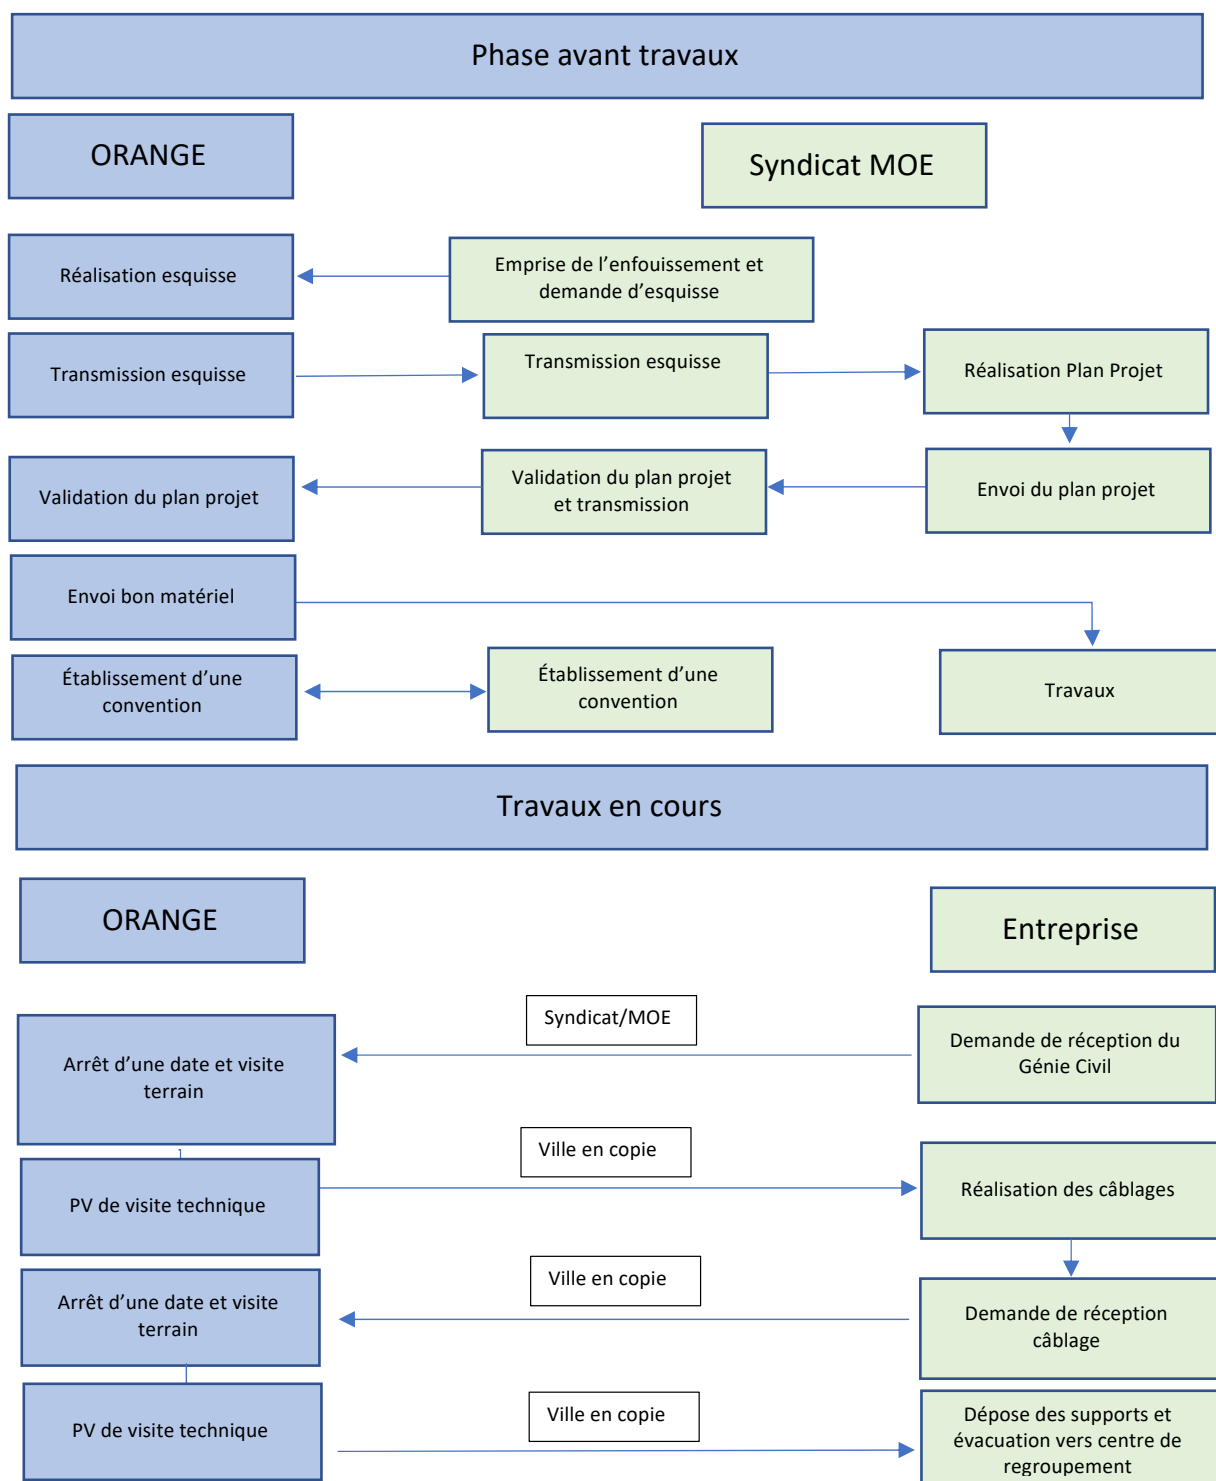 Phase avant travaux
ORANGE
Syndicat MOE
Réalisation esquisse
Emprise de l’enfouissement et
demande d’esquisse
Transmission esquisse
Transmission esquisse
Réalisation Plan Projet
Validation du plan projet
Validation du plan projet
et transmission
Envoi du plan projet
Envoi bon matériel
Établissement d’une
convention
Établissement d’une
convention
Travaux
Travaux en cours
ORANGE
Entreprise
Arrêt d’une date et visite
terrain
Syndicat/MOE
Demande de réception du
Génie Civil
PV de visite technique
Ville en copie
Réalisation des câblages
Arrêt d’une date et visite
terrain
Ville en copie
Demande de réception
câblage
PV de visite technique
Ville en copie
Dépose des supports et
évacuation vers centre de
regroupement